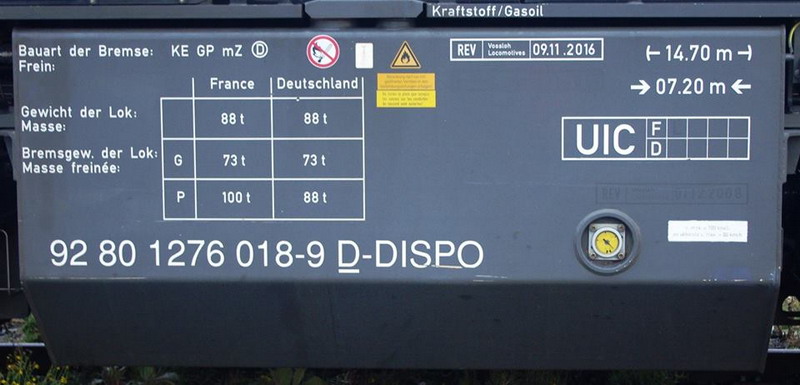 Kraftstoff/Gasoil
Bauart der Bremse: KE GP mZ D
Frein:
REV Vossloh Locomotives 09.11.2016
14.70 m
07.20 m
France Deutschland
Gewicht der Lok: 88 t 88 t
Masse:
Bremsgew. der Lok: G 73 t 73 t
Masse freinée:
P 100 t 88 t
UIC F
D
REV
92 80 1276 018-9 D-DISPO